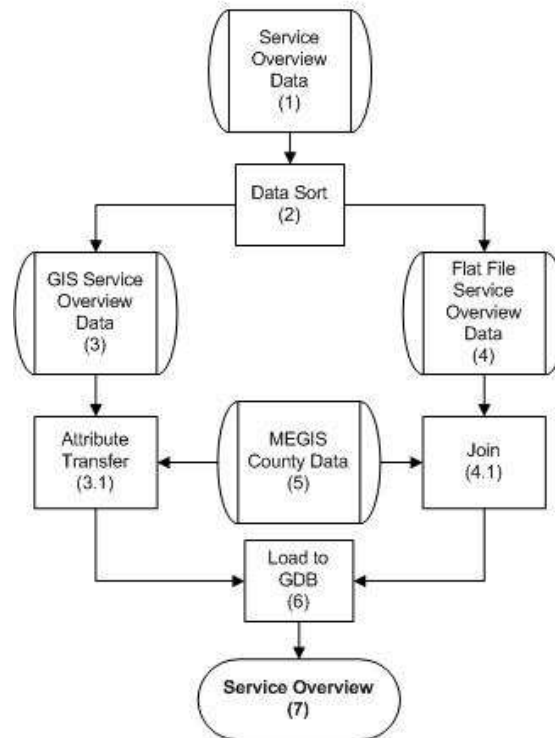 Service
Overview
Data
(1)
Data Sort
(2)
GIS Service
Overview
Data
(3)
Flat File
Service
Overview
Data
(4)
Attribute
Transfer
(3.1)
MEGIS
County Data
(5)
Join
(4.1)
Load to
GDB
(6)
Service Overview
(7)